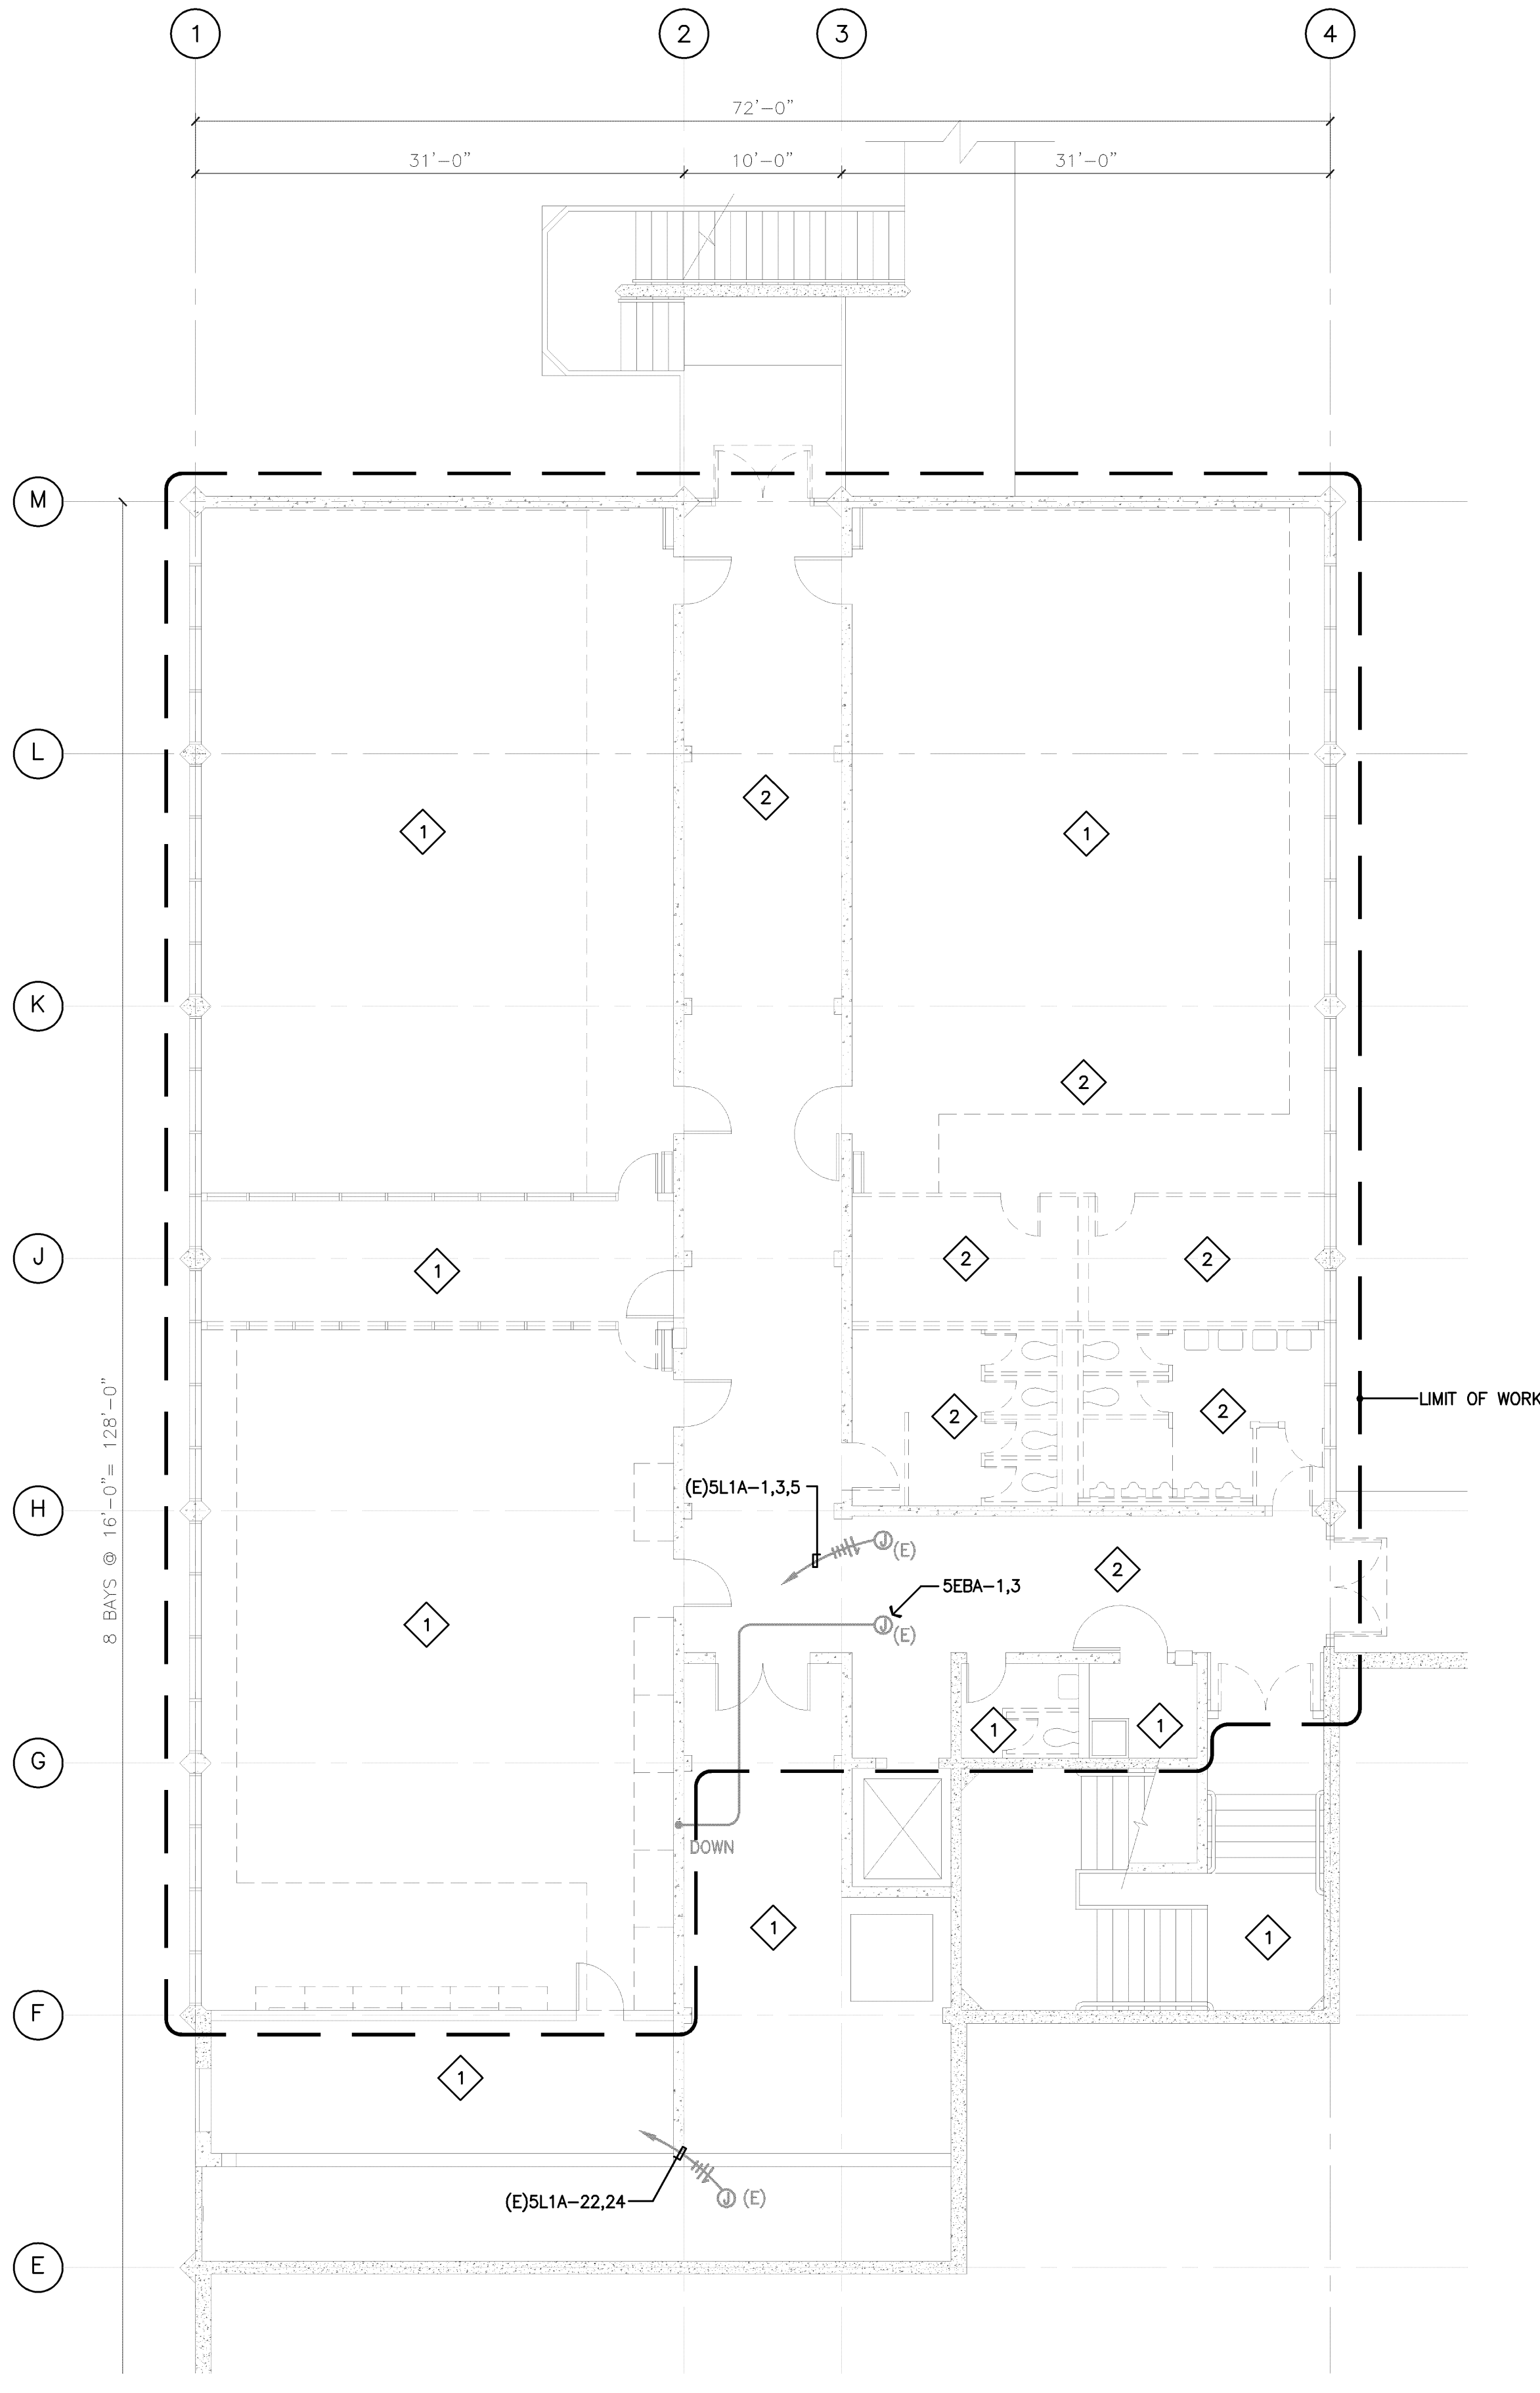 1 2 3 4
72'-0"
31'-0" 10'-0" 31'-0"
M
L
2
1 1
K
2
J
2 2
1
8 BAYS @ 16'-0"= 128'-0"
LIMIT OF WORK
2 2
(E)5L1A-1,3,5
H
J (E)
2
5EBA-1,3
J (E)
1
1 1
G
DOWN
1
1
F
1
(E)5L1A-22,24
J (E)
E